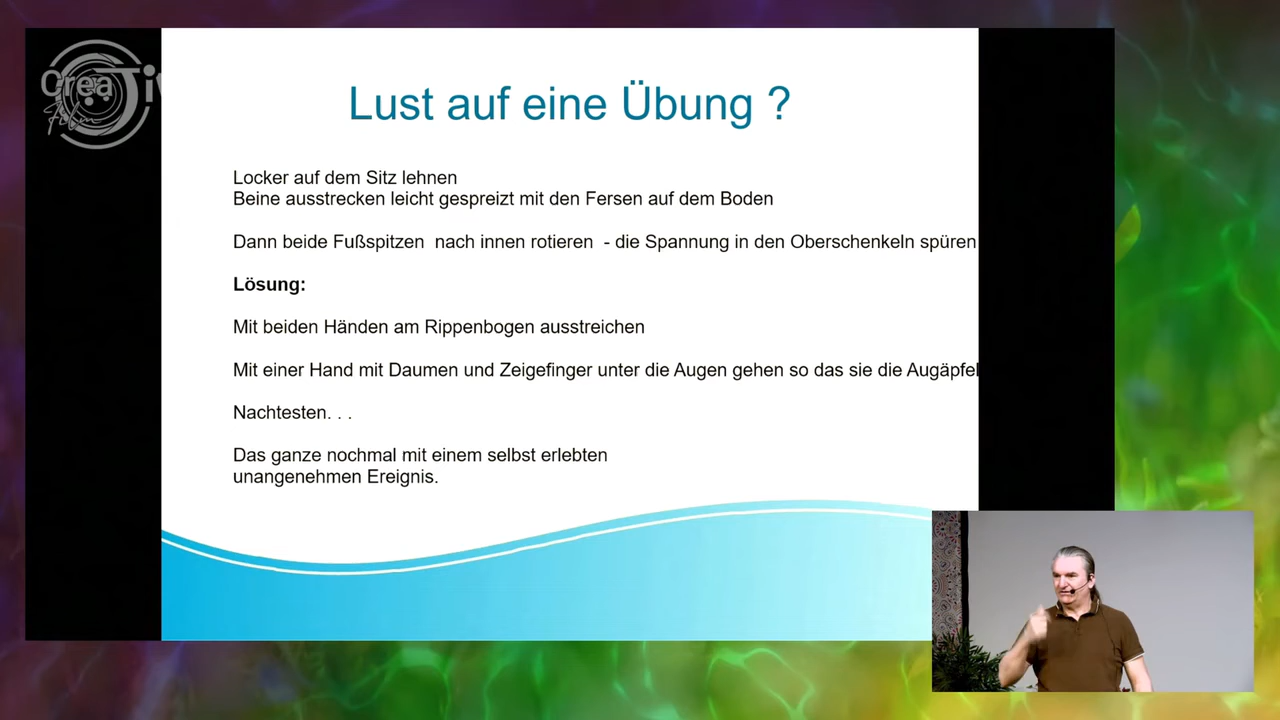 Crea
Film
Lust auf eine Übung ?
Locker auf dem Sitz lehnen
Beine ausstrecken leicht gespreizt mit den Fersen auf dem Boden
Dann beide Fußspitzen nach innen rotieren - die Spannung in den Oberschenkeln spüren
Lösung:
Mit beiden Händen am Rippenbogen ausstreichen
Mit einer Hand mit Daumen und Zeigefinger unter die Augen gehen so das sie die Augäpfel
Nachtesten. . .
Das ganze nochmal mit einem selbst erlebten
unangenehmen Ereignis.